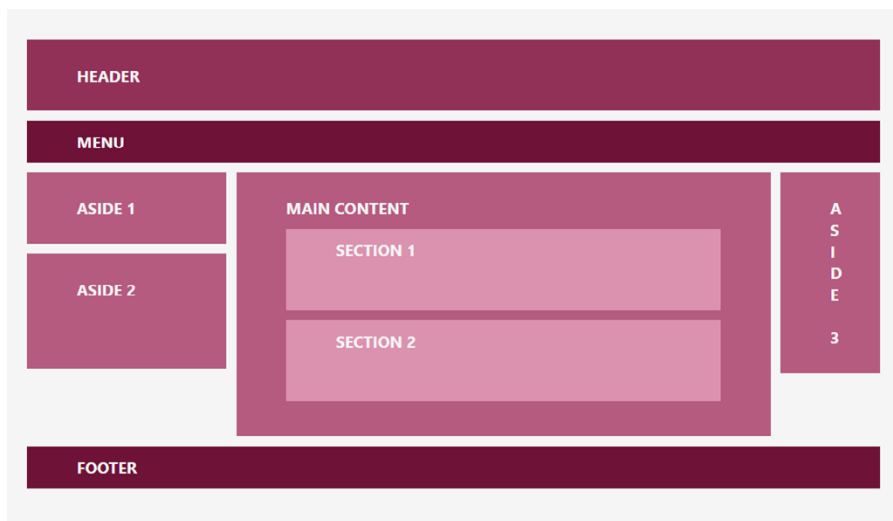 HEADER
MENU
ASIDE 1
ASIDE 2
MAIN CONTENT
SECTION 1
SECTION 2
A
S
I
D
E
3
FOOTER